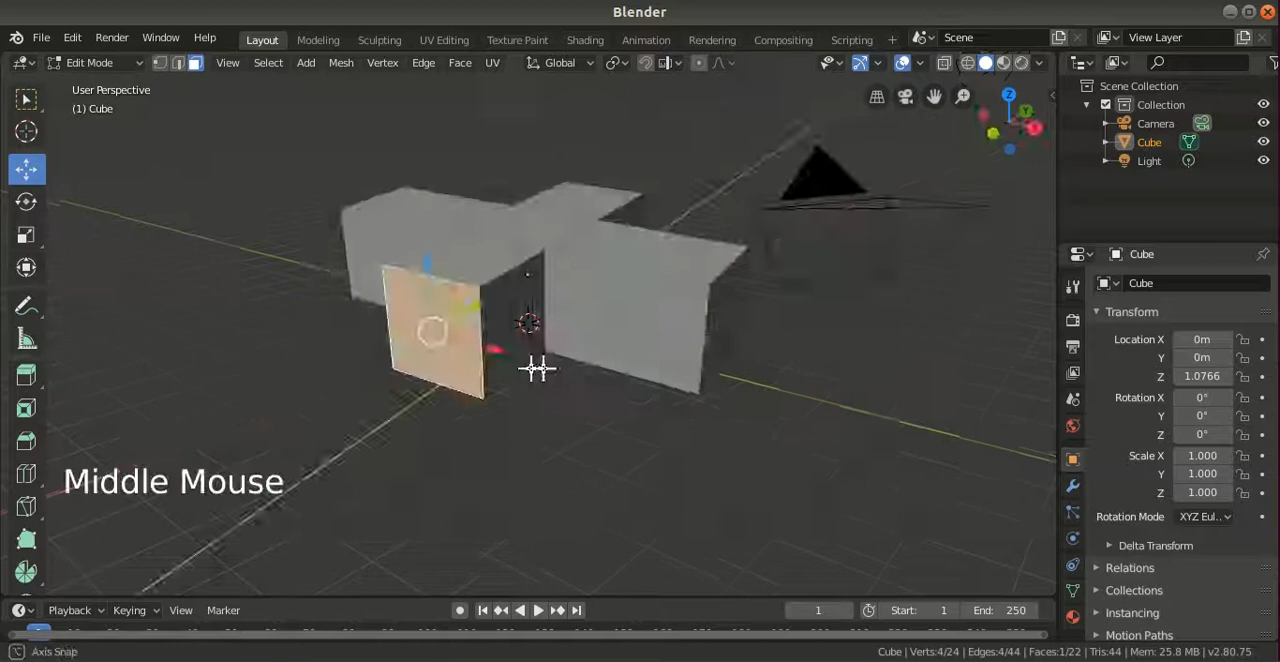 Blender
File Edit Render Window Help Layout Modeling Sculpting UV Editing Texture Paint Shading Animation Rendering Compositing Scripting + Scene View Layer
Edit Mode View Select Add Mesh Vertex Edge Face UV Global
User Perspective
(1) Cube
Z
Y
Scene Collection
Collection
Camera
Cube
Light
Cube
Cube
Transform
Location X 0m
Y 0m
Z 1.0766
Rotation X 0°
Y 0°
Z 0°
Scale X 1.000
Y 1.000
Z 1.000
Rotation Mode XYZ Eul..
Delta Transform
Relations
Collections
Instancing
Motion Paths
Middle Mouse
Playback Keying View Marker 1 Start: 1 End: 250
Axis Snap
Cube | Verts:4/24 | Edges:4/44 | Faces:1/22 | Tris:44 | Mem: 25.8 MB | v2.80.75